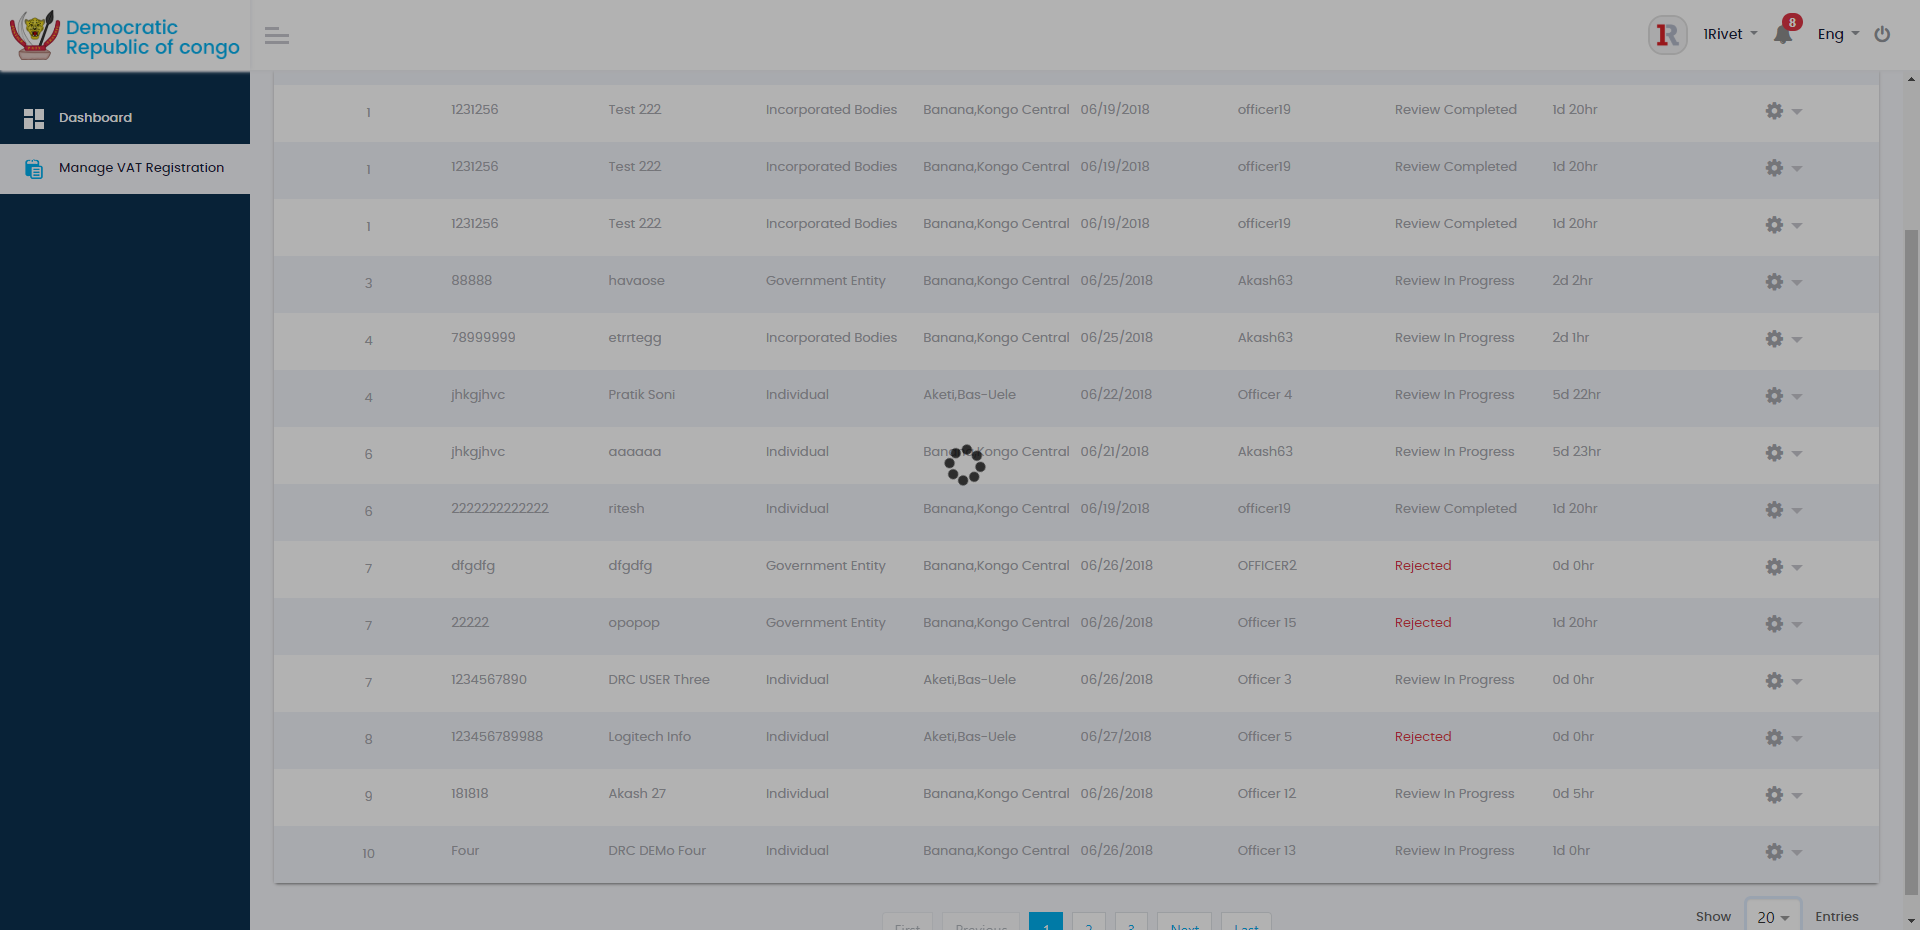 Democratic
Republic of congo
1Rivet
8
Eng
Dashboard
Manage VAT Registration
1 1231256 Test 222 Incorporated Bodies Banana,Kongo Central 06/19/2018 officer19 Review Completed 1d 20hr
1 1231256 Test 222 Incorporated Bodies Banana,Kongo Central 06/19/2018 officer19 Review Completed 1d 20hr
1 1231256 Test 222 Incorporated Bodies Banana,Kongo Central 06/19/2018 officer19 Review Completed 1d 20hr
3 88888 havaose Government Entity Banana,Kongo Central 06/25/2018 Akash63 Review In Progress 2d 2hr
4 78999999 etrrtegg Incorporated Bodies Banana,Kongo Central 06/25/2018 Akash63 Review In Progress 2d 1hr
4 jhkgjhvc Pratik Soni Individual Aketi,Bas-Uele 06/22/2018 Officer 4 Review In Progress 5d 22hr
6 jhkgjhvc aaaaaa Individual Banana,Kongo Central 06/21/2018 Akash63 Review In Progress 5d 23hr
6 2222222222222 ritesh Individual Banana,Kongo Central 06/19/2018 officer19 Review Completed 1d 20hr
7 dfgdfg dfgdfg Government Entity Banana,Kongo Central 06/26/2018 OFFICER2 Rejected 0d 0hr
7 22222 opopop Government Entity Banana,Kongo Central 06/26/2018 Officer 15 Rejected 1d 20hr
7 1234567890 DRC USER Three Individual Aketi,Bas-Uele 06/26/2018 Officer 3 Review In Progress 0d 0hr
8 123456789988 Logitech Info Individual Aketi,Bas-Uele 06/27/2018 Officer 5 Rejected 0d 0hr
9 181818 Akash 27 Individual Banana,Kongo Central 06/26/2018 Officer 12 Review In Progress 0d 5hr
10 Four DRC DEMo Four Individual Banana,Kongo Central 06/26/2018 Officer 13 Review In Progress 1d 0hr
First Previous 1 2 3 Next Last
Show 20 Entries